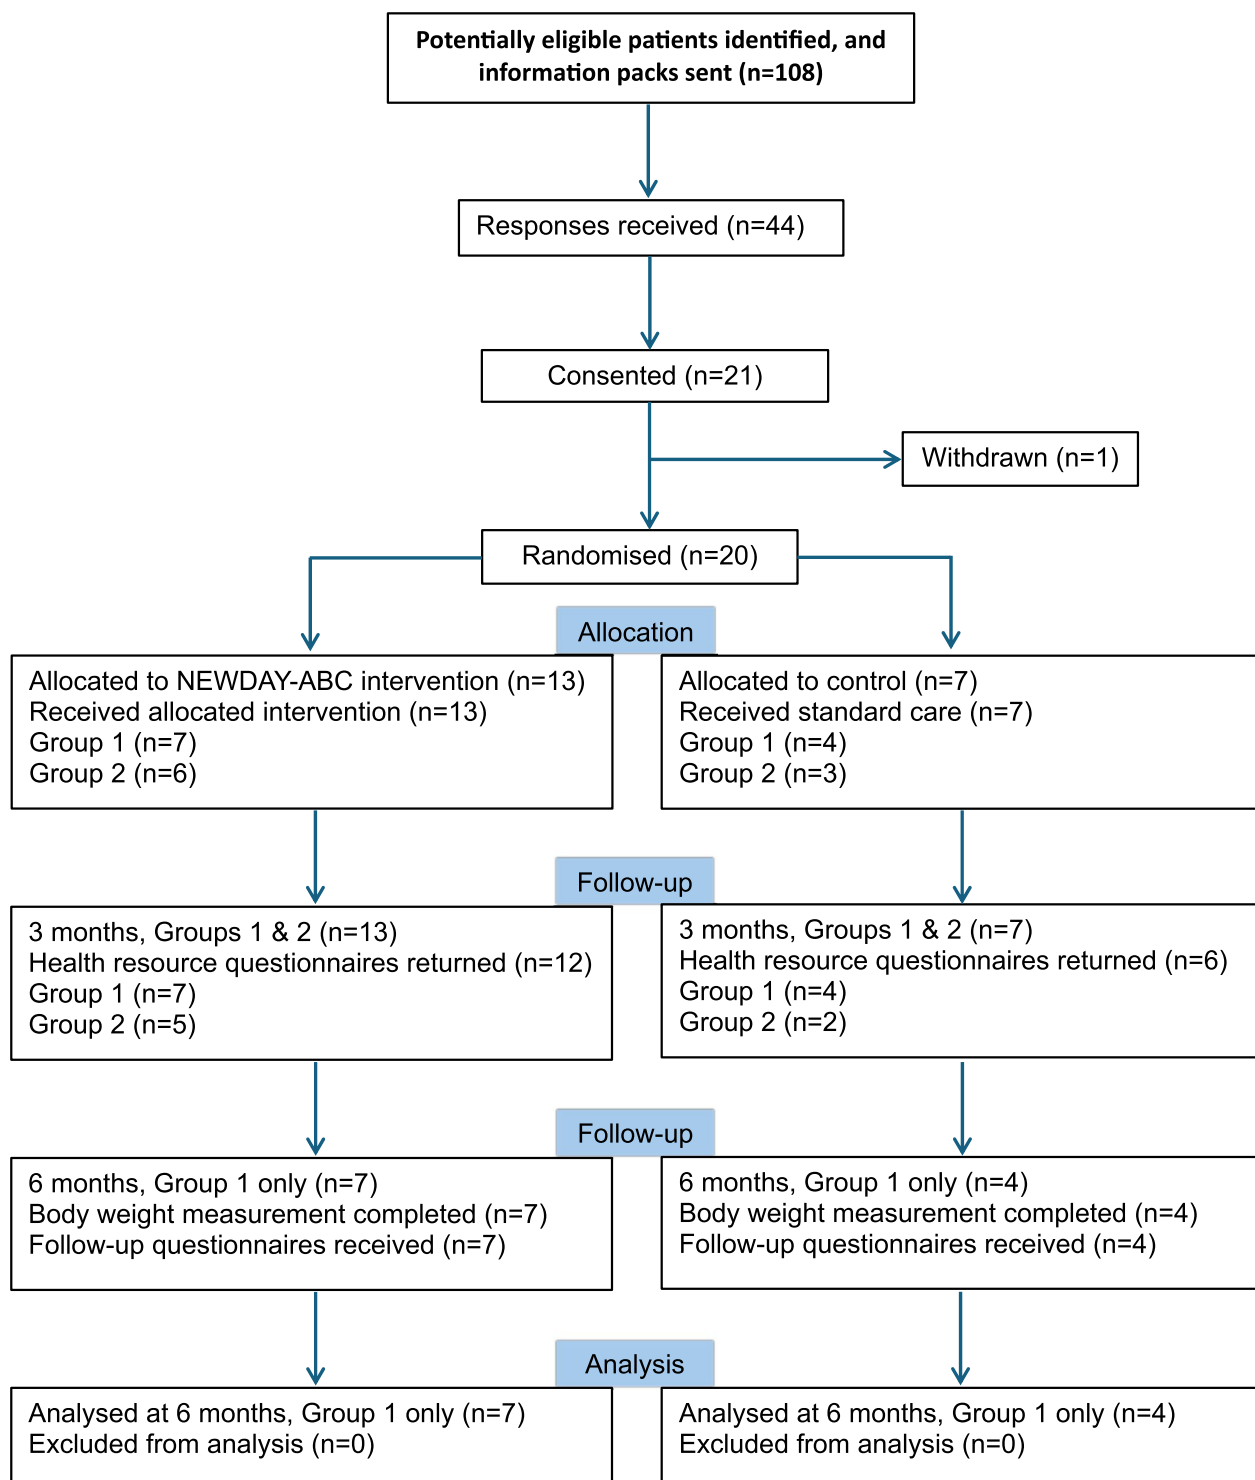 Potentially eligible patients identified, and
information packs sent (n=108)
Responses received (n=44)
Consented (n=21)
Withdrawn (n=1)
Randomised (n=20)
Allocation
Allocated to NEWDAY-ABC intervention (n=13)
Received allocated intervention (n=13)
Group 1 (n=7)
Group 2 (n=6)
Allocated to control (n=7)
Received standard care (n=7)
Group 1 (n=4)
Group 2 (n=3)
Follow-up
3 months, Groups 1 & 2 (n=13)
Health resource questionnaires returned (n=12)
Group 1 (n=7)
Group 2 (n=5)
3 months, Groups 1 & 2 (n=7)
Health resource questionnaires returned (n=6)
Group 1 (n=4)
Group 2 (n=2)
Follow-up
6 months, Group 1 only (n=7)
Body weight measurement completed (n=7)
Follow-up questionnaires received (n=7)
6 months, Group 1 only (n=4)
Body weight measurement completed (n=4)
Follow-up questionnaires received (n=4)
Analysis
Analysed at 6 months, Group 1 only (n=7)
Excluded from analysis (n=0)
Analysed at 6 months, Group 1 only (n=4)
Excluded from analysis (n=0)